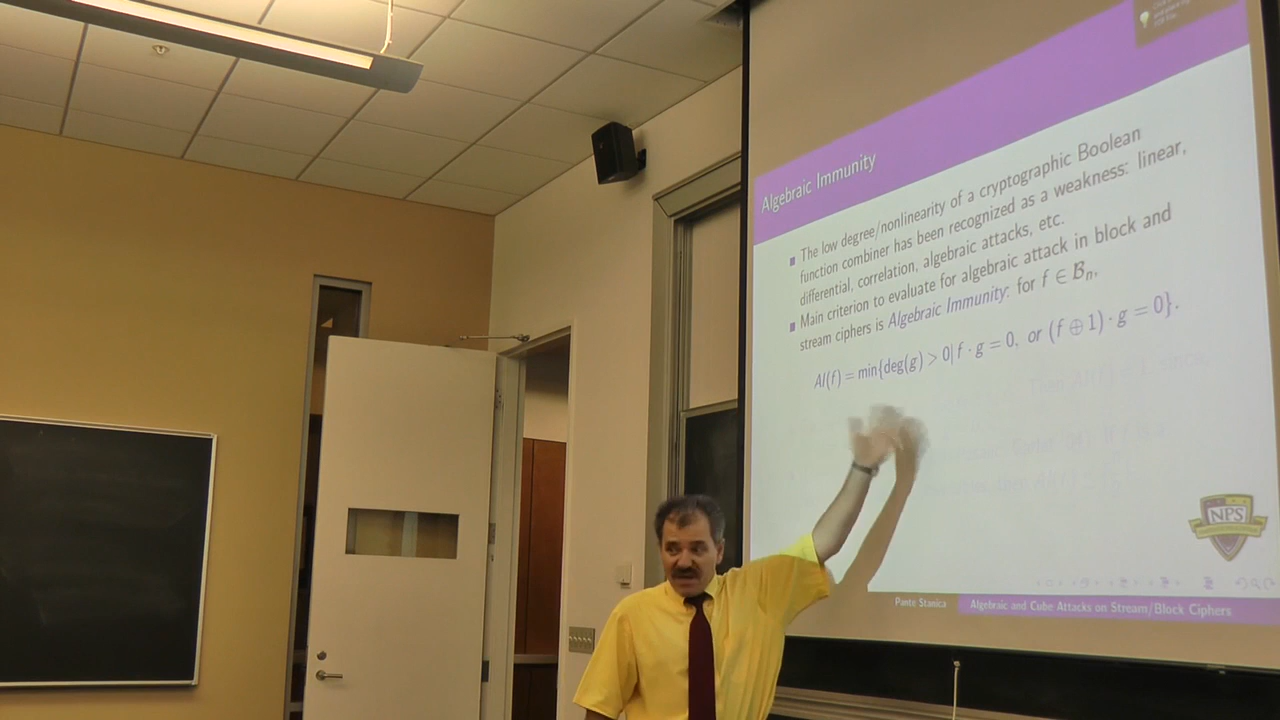 Algebraic Immunity
The low degree/nonlinearity of a cryptographic Boolean
function combiner has been recognized as a weakness: linear,
differential, correlation, algebraic attacks, etc.
Main criterion to evaluate for algebraic attack in block and
stream ciphers is Algebraic Immunity: for f ∈ Bₙ,
AI(f) = min{deg(g) > 0| f · g = 0, or (f ⊕ 1) · g = 0}.
NPS
Pante Stanica
Algebraic and Cube Attacks on Stream/Block Ciphers